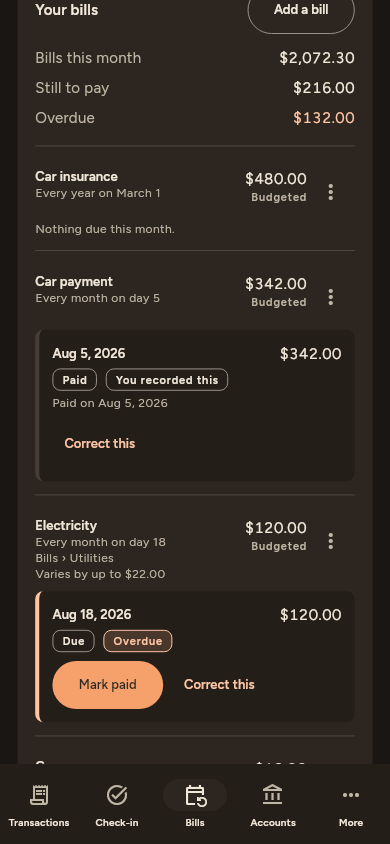 Your bills
Add a bill
Bills this month $2,072.30
Still to pay $216.00
Overdue $132.00
Car insurance $480.00
Every year on March 1 Budgeted
Nothing due this month.
Car payment $342.00
Every month on day 5 Budgeted
Aug 5, 2026 $342.00
Paid You recorded this
Paid on Aug 5, 2026
Correct this
Electricity $120.00
Every month on day 18 Budgeted
Bills › Utilities
Varies by up to $22.00
Aug 18, 2026 $120.00
Due Overdue
Mark paid Correct this
Transactions Check-in Bills Accounts More